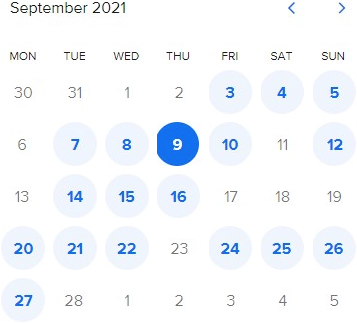 September 2021
MON TUE WED THU FRI SAT SUN
30 31 1 2 3 4 5
6 7 8 9 10 11 12
13 14 15 16 17 18 19
20 21 22 23 24 25 26
27 28 1 2 3 4 5